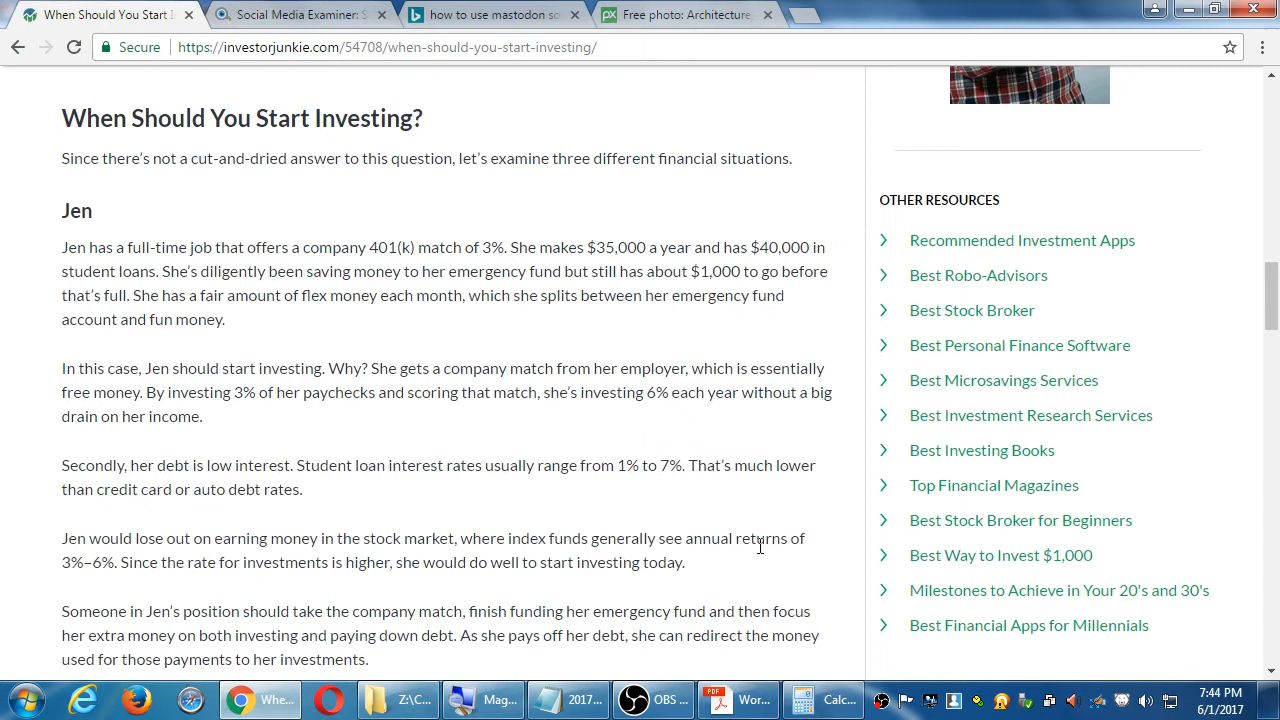 When Should You Start I
Social Media Examiner: S
how to use mastodon so
Free photo: Architecture,
Secure
https://investorjunkie.com/54708/when-should-you-start-investing/
When Should You Start Investing?
Since there's not a cut-and-dried answer to this question, let's examine three different financial situations.
Jen
Jen has a full-time job that offers a company 401(k) match of 3%. She makes $35,000 a year and has $40,000 in
student loans. She's diligently been saving money to her emergency fund but still has about $1,000 to go before
that's full. She has a fair amount of flex money each month, which she splits between her emergency fund
account and fun money.
In this case, Jen should start investing. Why? She gets a company match from her employer, which is essentially
free money. By investing 3% of her paychecks and scoring that match, she's investing 6% each year without a big
drain on her income.
Secondly, her debt is low interest. Student loan interest rates usually range from 1% to 7%. That's much lower
than credit card or auto debt rates.
Jen would lose out on earning money in the stock market, where index funds generally see annual returns of
3%–6%. Since the rate for investments is higher, she would do well to start investing today.
Someone in Jen's position should take the company match, finish funding her emergency fund and then focus
her extra money on both investing and paying down debt. As she pays off her debt, she can redirect the money
used for those payments to her investments.
OTHER RESOURCES
Recommended Investment Apps
Best Robo-Advisors
Best Stock Broker
Best Personal Finance Software
Best Microsavings Services
Best Investment Research Services
Best Investing Books
Top Financial Magazines
Best Stock Broker for Beginners
Best Way to Invest $1,000
Milestones to Achieve in Your 20's and 30's
Best Financial Apps for Millennials
Whe...
Z:\C...
Mag...
2017...
OBS ...
PDF
Wor...
Calc...
7:44 PM
6/1/2017